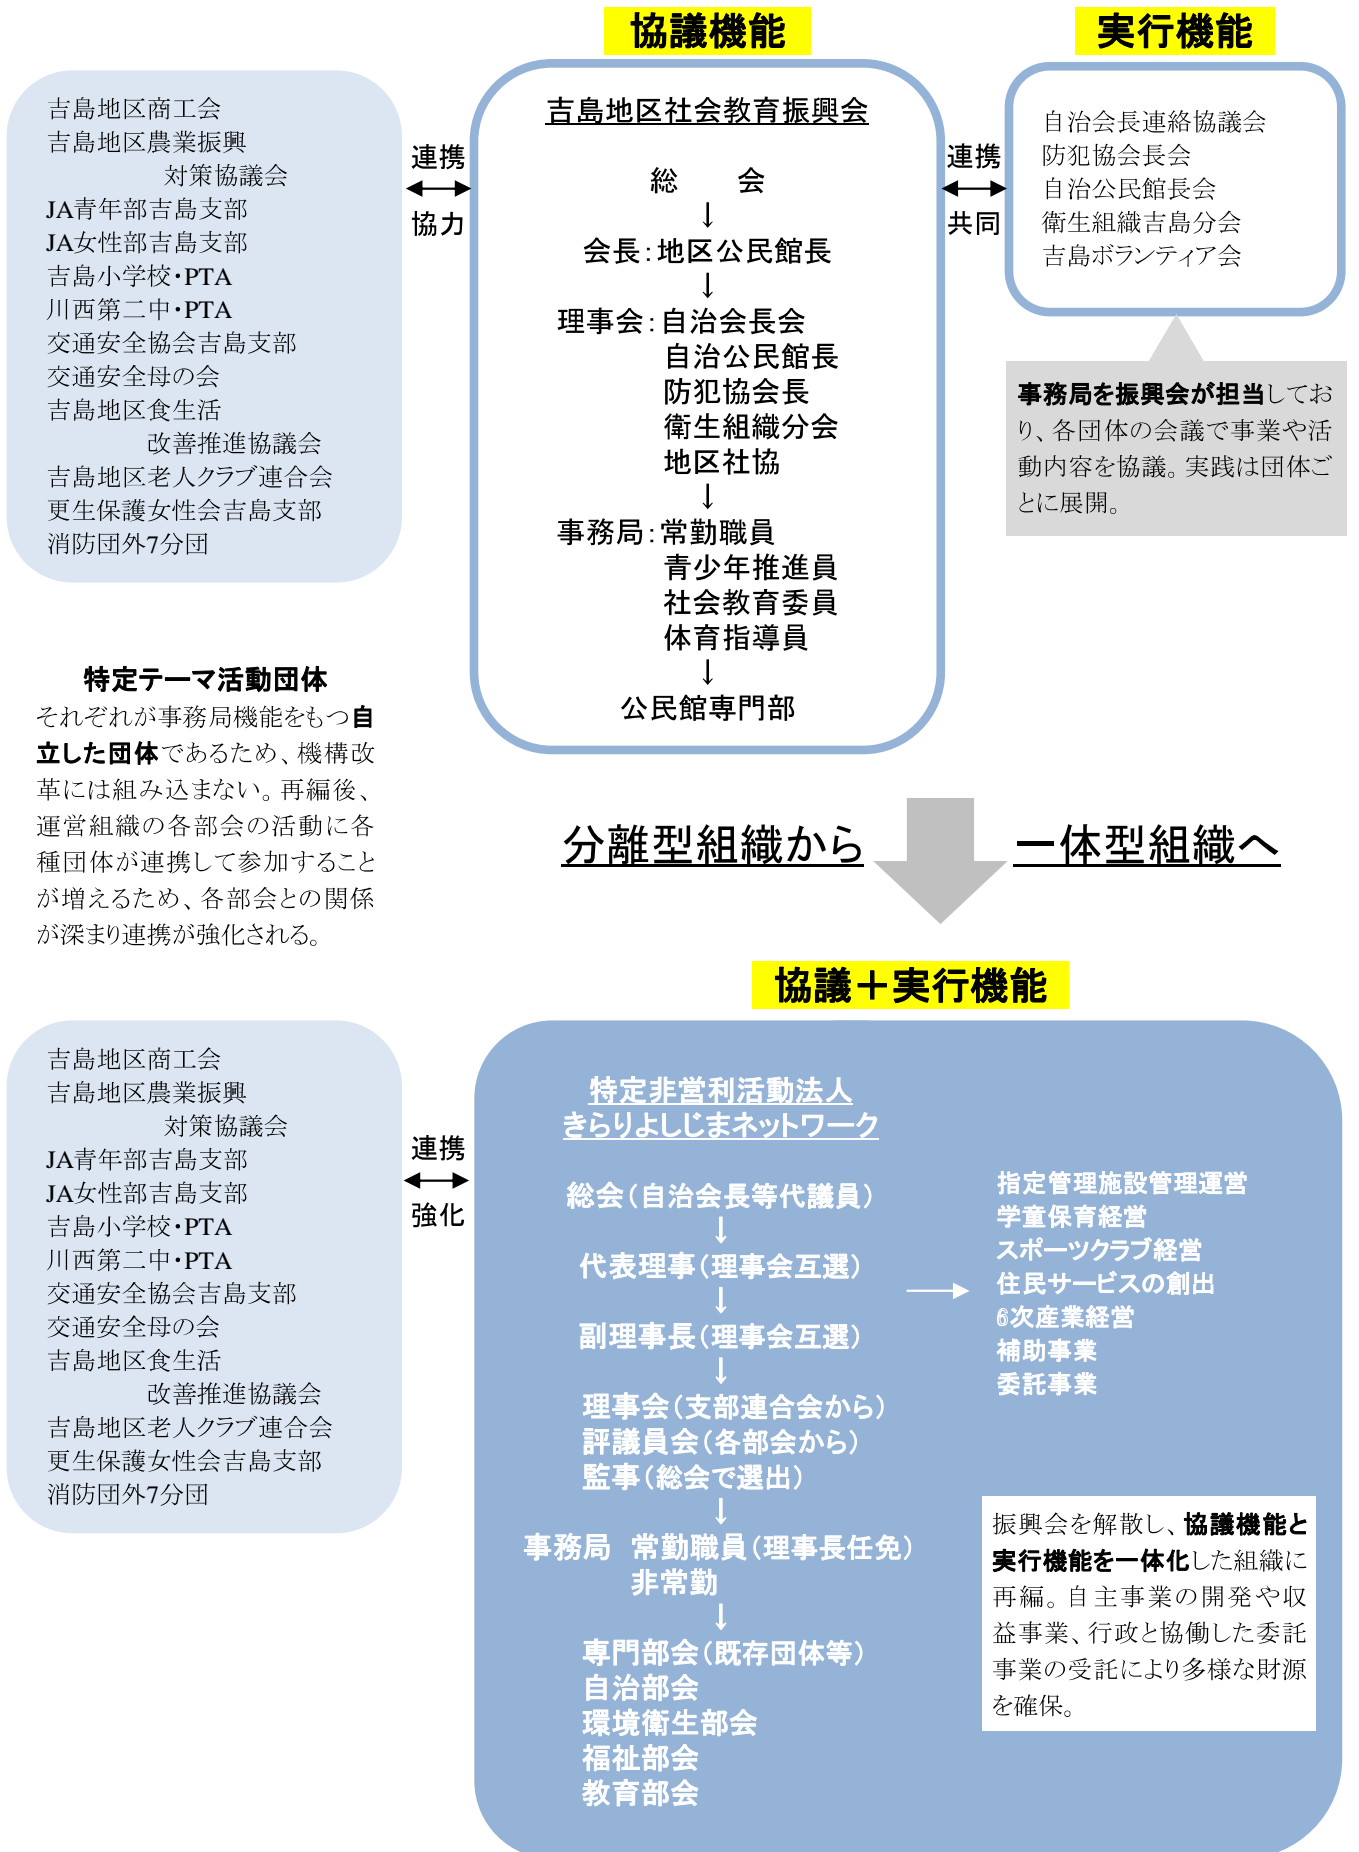 協議機能
実行機能
吉島地区商工会
吉島地区農業振興
対策協議会
JA青年部吉島支部
JA女性部吉島支部
吉島小学校・PTA
川西第二中・PTA
交通安全協会吉島支部
交通安全母の会
吉島地区食生活
改善推進協議会
吉島地区老人クラブ連合会
更生保護女性会吉島支部
消防団外7分団
連携
協力
吉島地区社会教育振興会
総　　会
↓
会長：地区公民館長
↓
理事会：自治会長会
自治公民館長
防犯協会長
衛生組織分会
地区社協
↓
事務局：常勤職員
青少年推進員
社会教育委員
体育指導員
↓
公民館専門部
連携
共同
自治会長連絡協議会
防犯協会長会
自治公民館長会
衛生組織吉島分会
吉島ボランティア会
事務局を振興会が担当してお
り、各団体の会議で事業や活
動内容を協議。実践は団体ご
とに展開。
特定テーマ活動団体
それぞれが事務局機能をもつ自
立した団体であるため、機構改
革には組み込まない。再編後、
運営組織の各部会の活動に各
種団体が連携して参加すること
が増えるため、各部会との関係
が深まり連携が強化される。
分離型組織から
一体型組織へ
協議＋実行機能
吉島地区商工会
吉島地区農業振興
対策協議会
JA青年部吉島支部
JA女性部吉島支部
吉島小学校・PTA
川西第二中・PTA
交通安全協会吉島支部
交通安全母の会
吉島地区食生活
改善推進協議会
吉島地区老人クラブ連合会
更生保護女性会吉島支部
消防団外7分団
連携
強化
特定非営利活動法人
きらりよしじまネットワーク
総会（自治会長等代議員）
↓
代表理事（理事会互選）
↓
副理事長（理事会互選）
↓
理事会（支部連合会から）
評議員会（各部会から）
監事（総会で選出）
↓
事務局　常勤職員（理事長任免）
非常勤
↓
専門部会（既存団体等）
自治部会
環境衛生部会
福祉部会
教育部会
指定管理施設管理運営
学童保育経営
スポーツクラブ経営
住民サービスの創出
6次産業経営
補助事業
委託事業
振興会を解散し、協議機能と
実行機能を一体化した組織に
再編。自主事業の開発や収
益事業、行政と協働した委託
事業の受託により多様な財源
を確保。